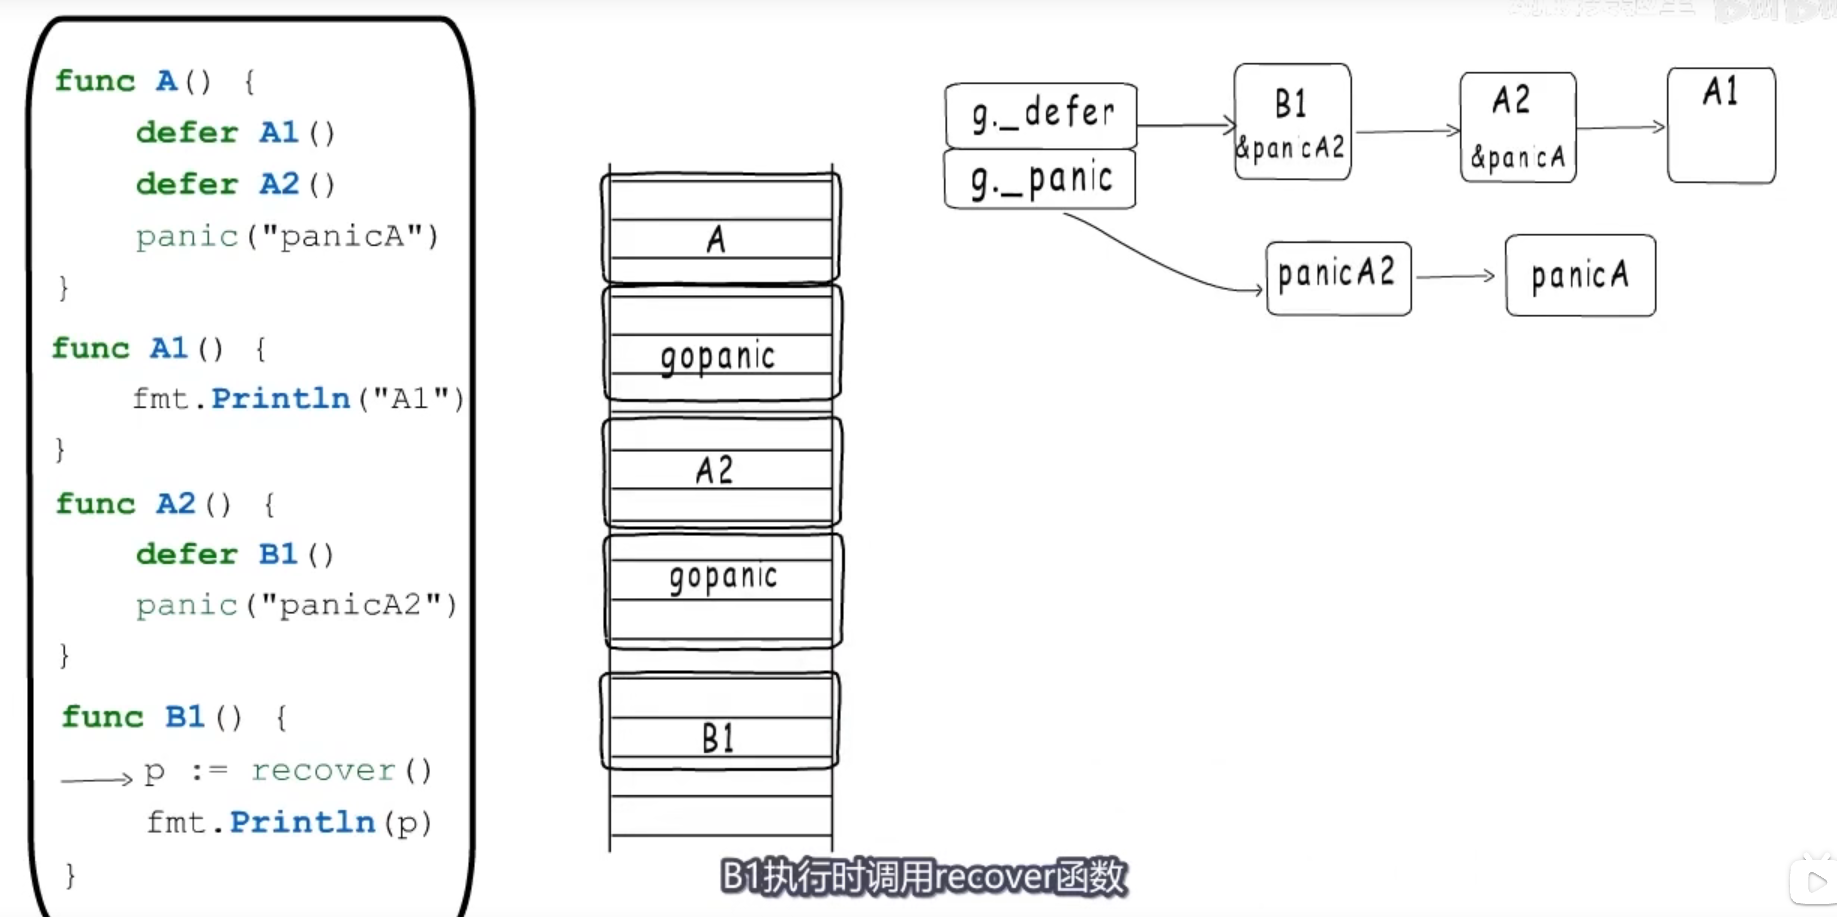 func A() {
defer A1()
defer A2()
panic("panicA")
}
func A1() {
fmt.Println("A1")
}
func A2() {
defer B1()
panic("panicA2")
}
func B1() {
p := recover()
fmt.Println(p)
}
A
gopanic
A2
gopanic
B1
g._defer
g._panic
B1
&panicA2
A2
&panicA
A1
panicA2
panicA
B1执行时调用recover函数